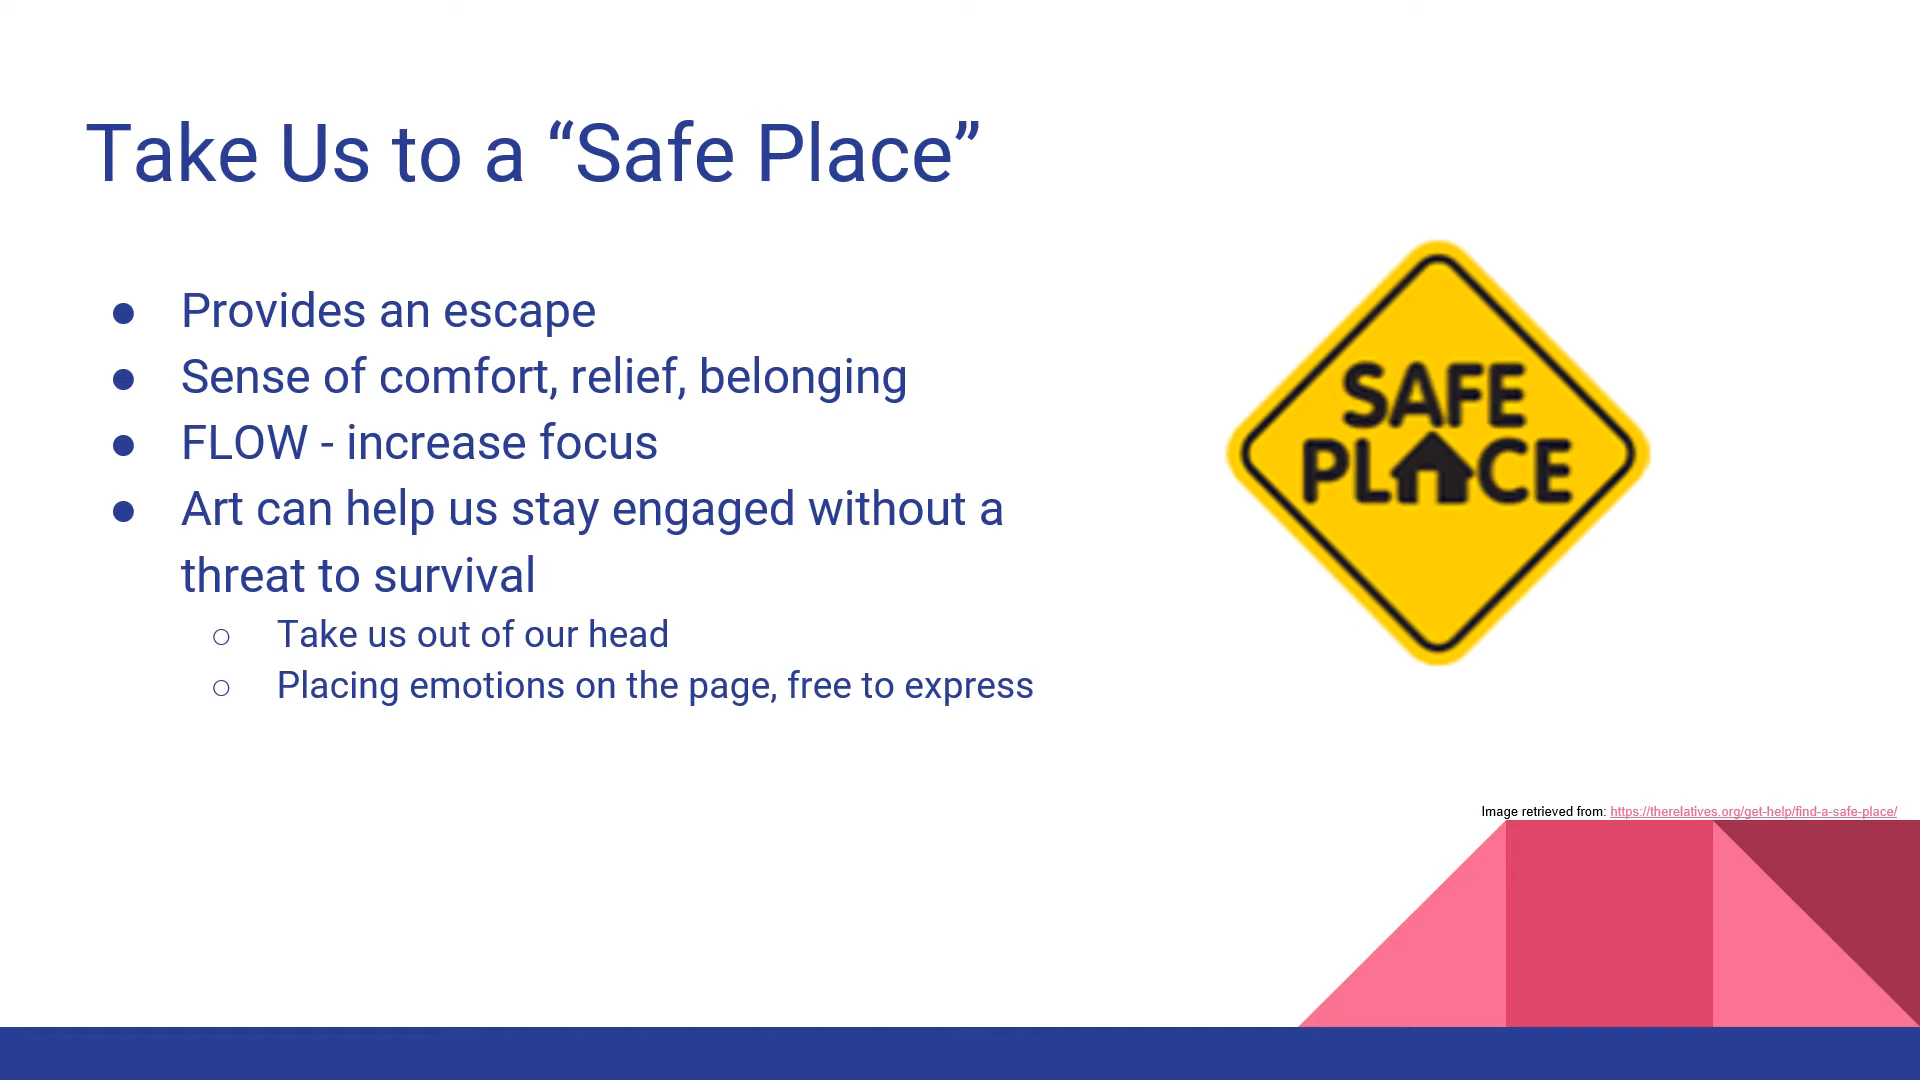 Take Us to a “Safe Place”
● Provides an escape
● Sense of comfort, relief, belonging
● FLOW - increase focus
● Art can help us stay engaged without a
threat to survival
○ Take us out of our head
○ Placing emotions on the page, free to express
SAFE
PLACE
Image retrieved from: https://therelatives.org/get-help/find-a-safe-place/